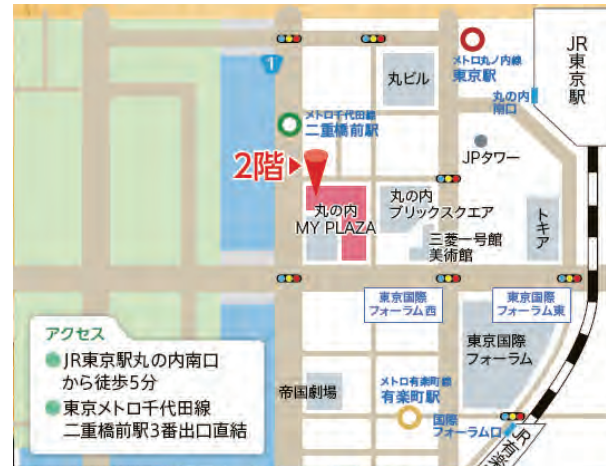 JR東京駅
メトロ丸ノ内線
東京駅
丸の内
南口
丸ビル
1
メトロ千代田線
二重橋前駅
JPタワー
2階
丸の内
MY PLAZA
丸の内
ブリックスクエア
三菱一号館
美術館
トキア
東京国際
フォーラム西
東京国際
フォーラム東
東京国際
フォーラム
アクセス
JR東京駅丸の内南口
から徒歩5分
東京メトロ千代田線
二重橋前駅3番出口直結
帝国劇場
メトロ有楽町線
有楽町駅
国際
フォーラム口
JR有楽